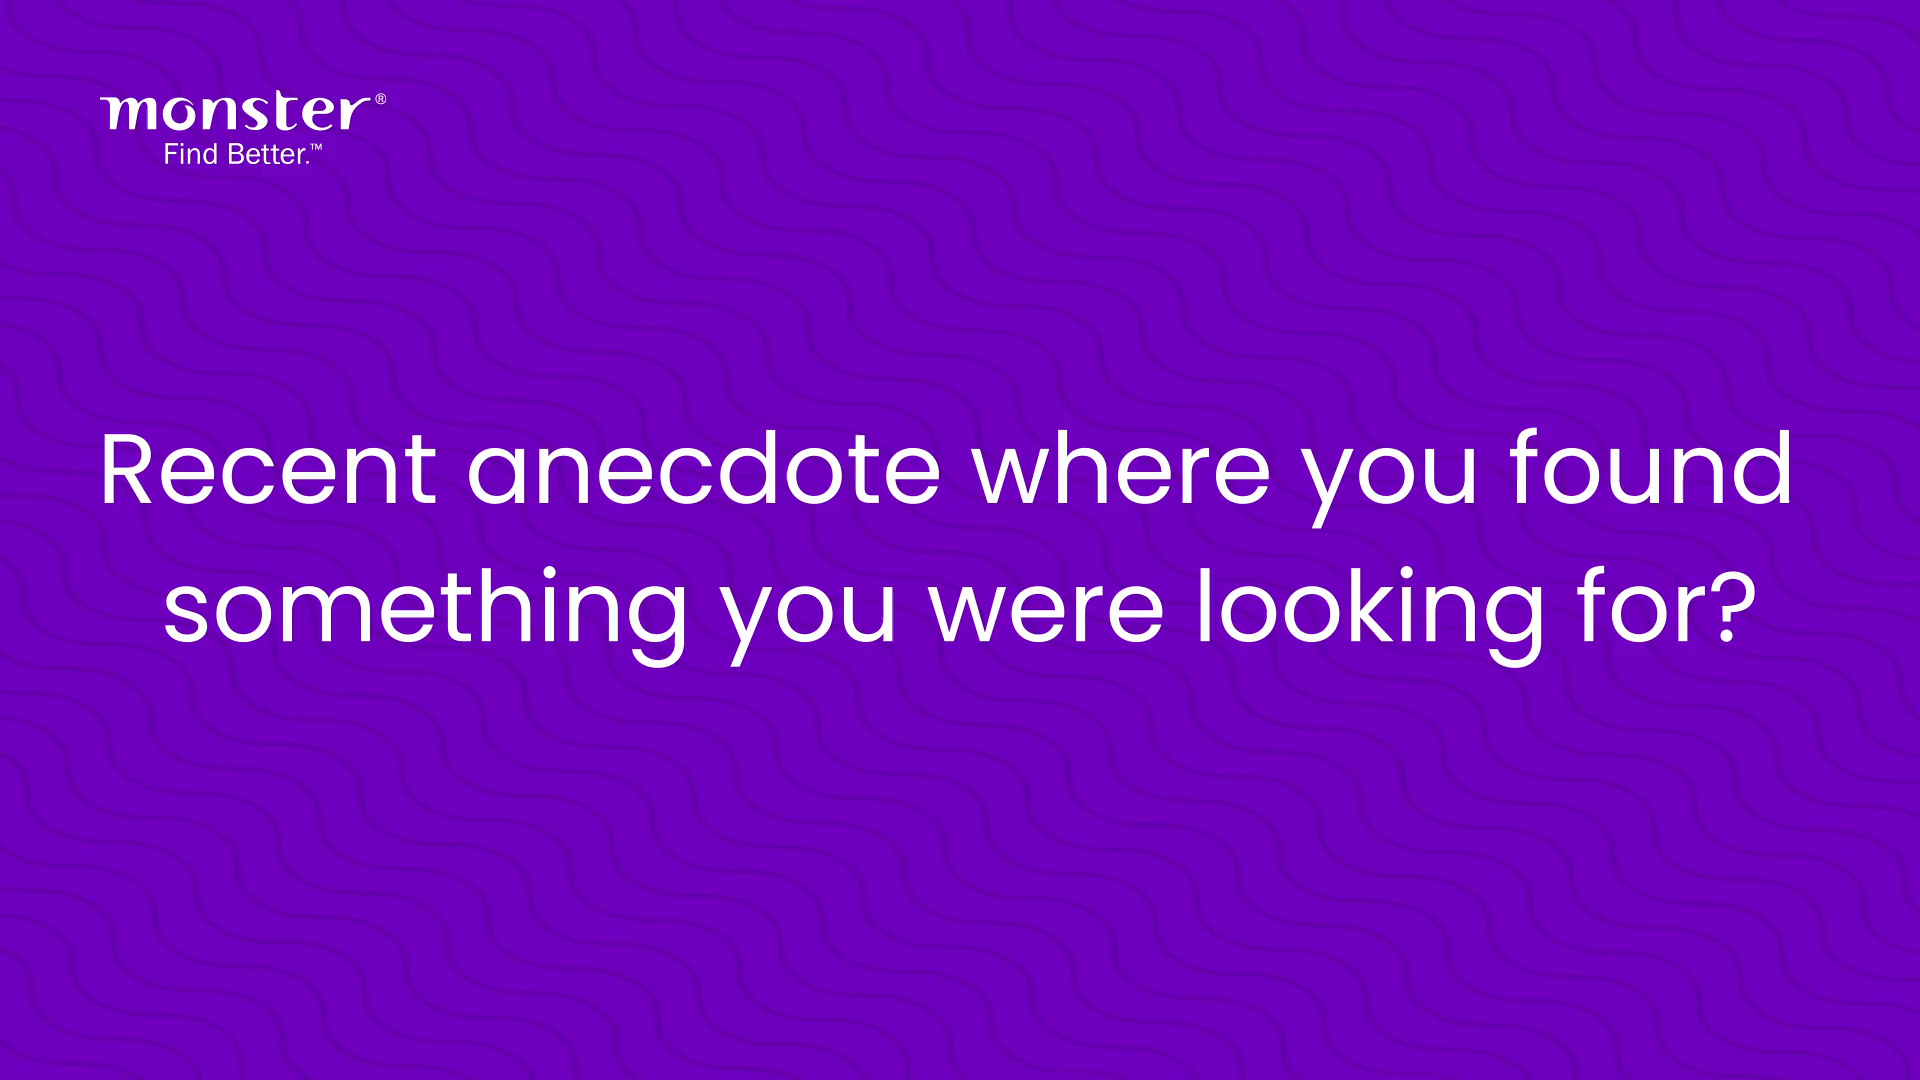 monster®
Find Better.™
Recent anecdote where you found
something you were looking for?